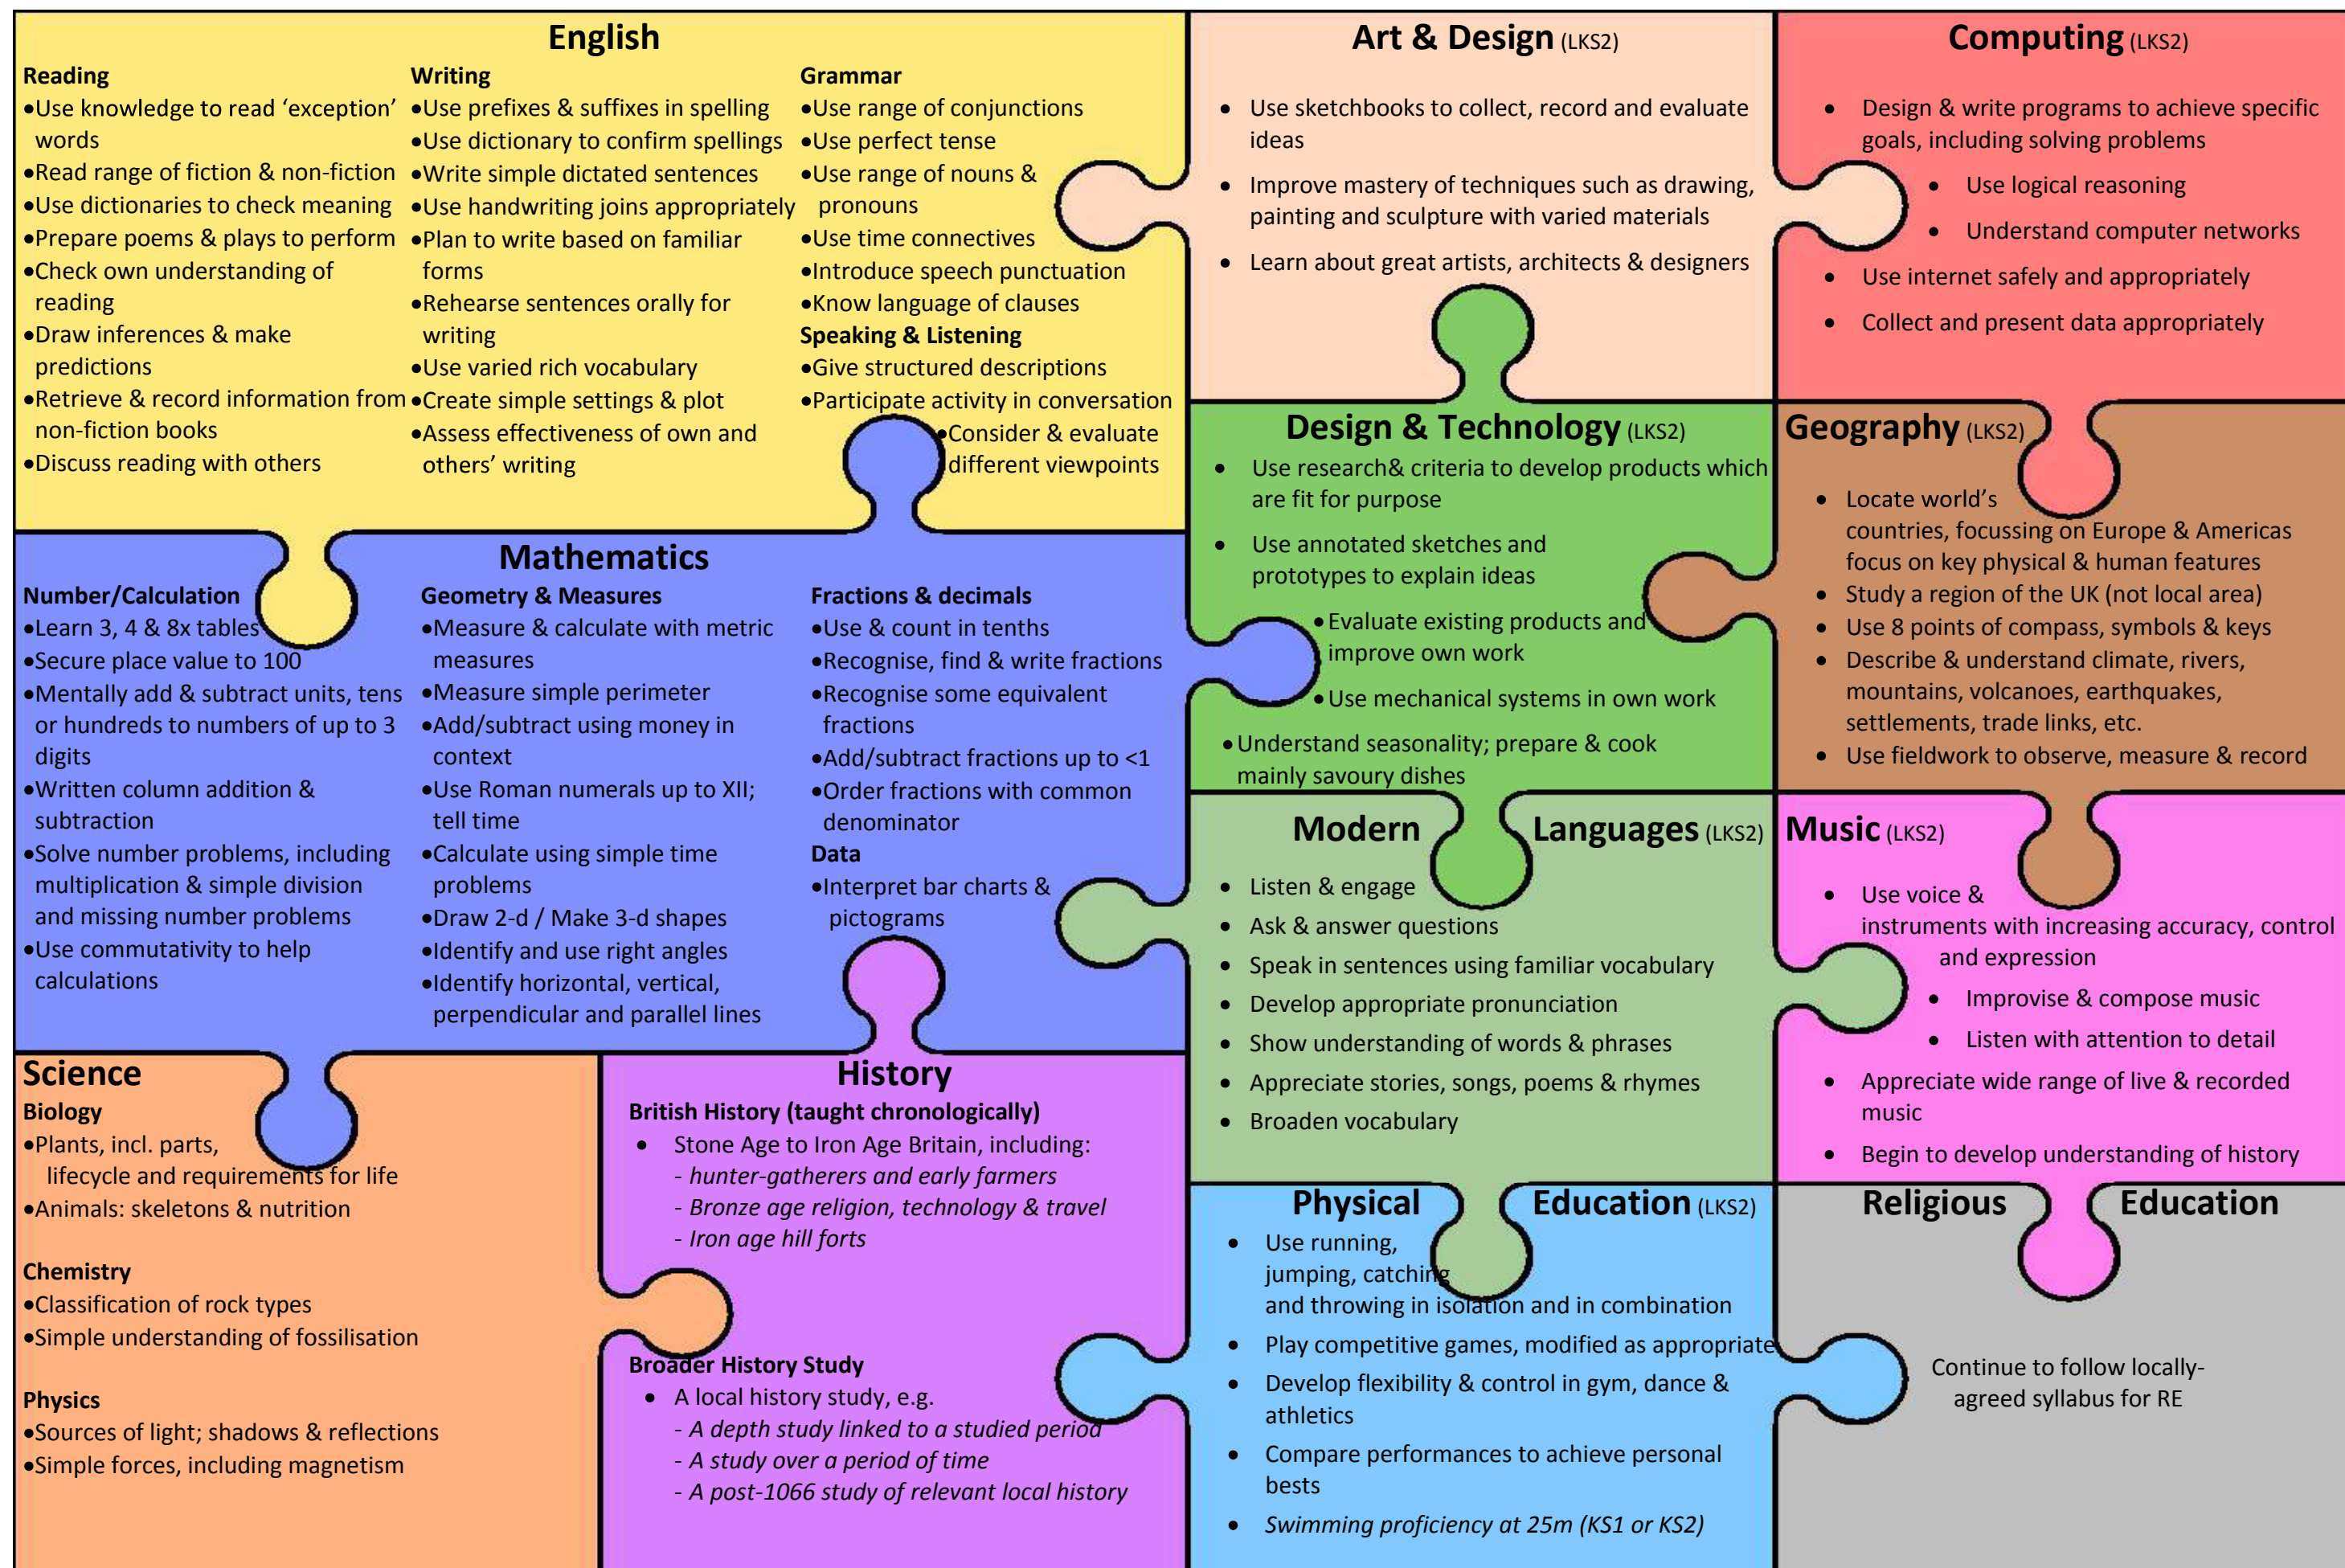 English
Reading
•Use knowledge to read ‘exception’
words
•Read range of fiction & non-fiction
•Use dictionaries to check meaning
•Prepare poems & plays to perform
•Check own understanding of
reading
•Draw inferences & make
predictions
•Retrieve & record information from
non-fiction books
•Discuss reading with others
Writing
•Use prefixes & suffixes in spelling
•Use dictionary to confirm spellings
•Write simple dictated sentences
•Use handwriting joins appropriately
•Plan to write based on familiar
forms
•Rehearse sentences orally for
writing
•Use varied rich vocabulary
•Create simple settings & plot
•Assess effectiveness of own and
others’ writing
Grammar
•Use range of conjunctions
•Use perfect tense
•Use range of nouns &
pronouns
•Use time connectives
•Introduce speech punctuation
•Know language of clauses
Speaking & Listening
•Give structured descriptions
•Participate activity in conversation
•Consider & evaluate
different viewpoints
Art & Design (LKS2)
• Use sketchbooks to collect, record and evaluate
ideas
• Improve mastery of techniques such as drawing,
painting and sculpture with varied materials
• Learn about great artists, architects & designers
Computing (LKS2)
• Design & write programs to achieve specific
goals, including solving problems
• Use logical reasoning
• Understand computer networks
• Use internet safely and appropriately
• Collect and present data appropriately
Mathematics
Number/Calculation
•Learn 3, 4 & 8x tables
•Secure place value to 100
•Mentally add & subtract units, tens
or hundreds to numbers of up to 3
digits
•Written column addition &
subtraction
•Solve number problems, including
multiplication & simple division
and missing number problems
•Use commutativity to help
calculations
Geometry & Measures
•Measure & calculate with metric
measures
•Measure simple perimeter
•Add/subtract using money in
context
•Use Roman numerals up to XII;
tell time
•Calculate using simple time
problems
•Draw 2-d / Make 3-d shapes
•Identify and use right angles
•Identify horizontal, vertical,
perpendicular and parallel lines
Fractions & decimals
•Use & count in tenths
•Recognise, find & write fractions
•Recognise some equivalent
fractions
•Add/subtract fractions up to <1
•Order fractions with common
denominator
Data
•Interpret bar charts &
pictograms
Design & Technology (LKS2)
• Use research& criteria to develop products which
are fit for purpose
• Use annotated sketches and
prototypes to explain ideas
•Evaluate existing products and
improve own work
•Use mechanical systems in own work
•Understand seasonality; prepare & cook
mainly savoury dishes
Geography (LKS2)
• Locate world’s
countries, focussing on Europe & Americas
focus on key physical & human features
• Study a region of the UK (not local area)
• Use 8 points of compass, symbols & keys
• Describe & understand climate, rivers,
mountains, volcanoes, earthquakes,
settlements, trade links, etc.
• Use fieldwork to observe, measure & record
Modern Languages (LKS2)
• Listen & engage
• Ask & answer questions
• Speak in sentences using familiar vocabulary
• Develop appropriate pronunciation
• Show understanding of words & phrases
• Appreciate stories, songs, poems & rhymes
• Broaden vocabulary
Music (LKS2)
• Use voice &
instruments with increasing accuracy, control
and expression
• Improvise & compose music
• Listen with attention to detail
• Appreciate wide range of live & recorded
music
• Begin to develop understanding of history
Science
Biology
•Plants, incl. parts,
lifecycle and requirements for life
•Animals: skeletons & nutrition
Chemistry
•Classification of rock types
•Simple understanding of fossilisation
Physics
•Sources of light; shadows & reflections
•Simple forces, including magnetism
History
British History (taught chronologically)
• Stone Age to Iron Age Britain, including:
- hunter-gatherers and early farmers
- Bronze age religion, technology & travel
- Iron age hill forts
Broader History Study
• A local history study, e.g.
- A depth study linked to a studied period
- A study over a period of time
- A post-1066 study of relevant local history
Physical Education (LKS2)
• Use running,
jumping, catching
and throwing in isolation and in combination
• Play competitive games, modified as appropriate
• Develop flexibility & control in gym, dance &
athletics
• Compare performances to achieve personal
bests
• Swimming proficiency at 25m (KS1 or KS2)
Religious Education
Continue to follow locally-
agreed syllabus for RE